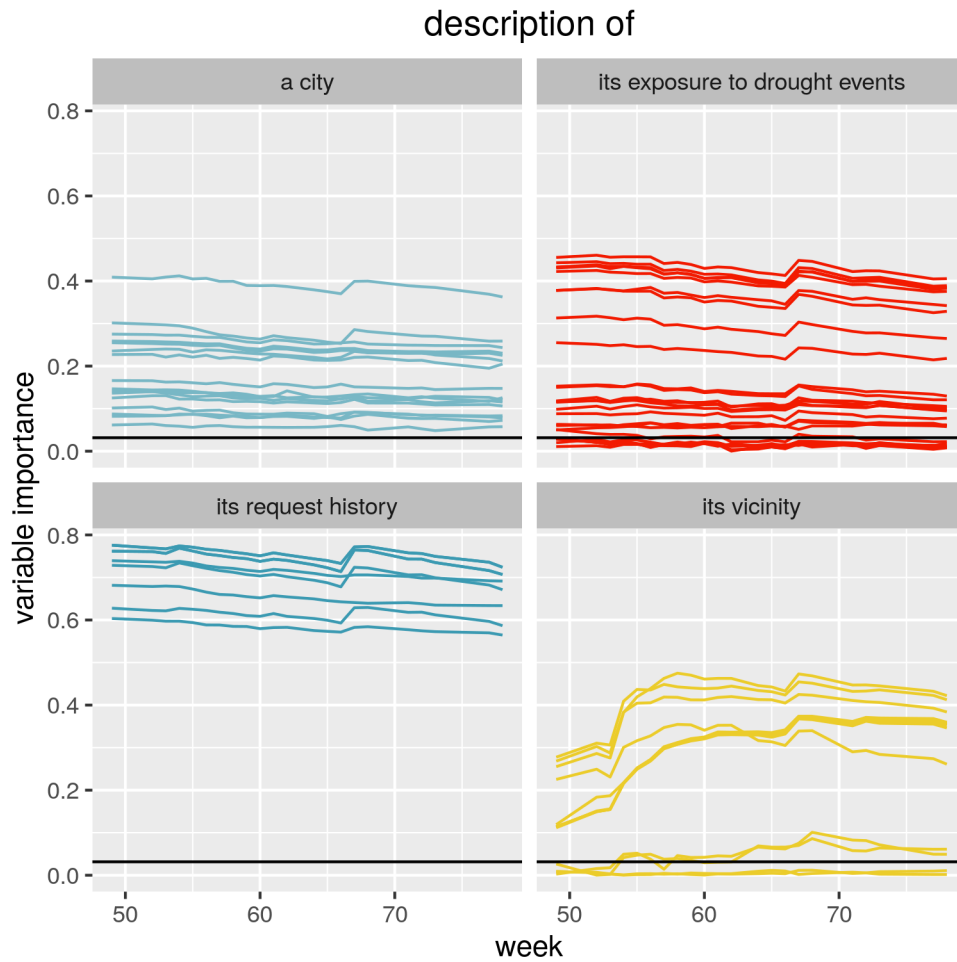 description of
a city
its exposure to drought events
0.8
0.6
0.4
0.2
0.0
its request history
its vicinity
0.8
0.6
0.4
0.2
0.0
50 60 70
50 60 70
variable importance
week